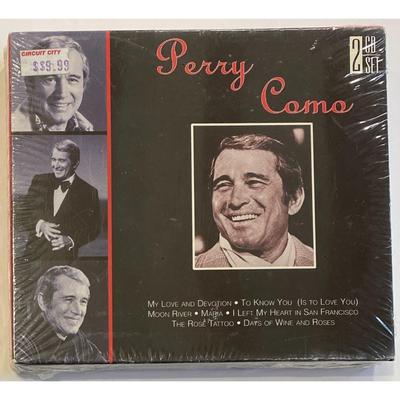 CIRCUIT CITY
$$9.99
Perry
Como
2 CD
SET
My Love and Devotion • To Know You (Is to Love You)
Moon River • Maria • I Left My Heart in San Francisco
The Rose Tattoo • Days of Wine and Roses